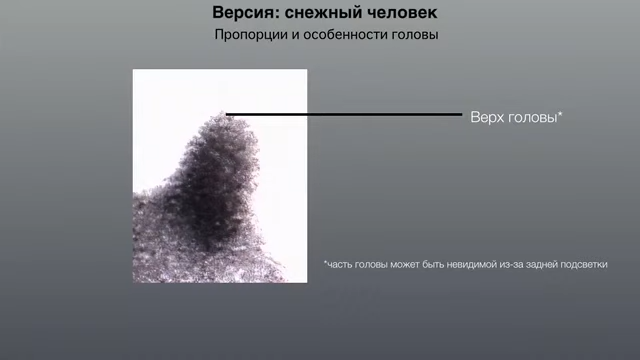 Версия: снежный человек
Пропорции и особенности головы
Верх головы*
*часть головы может быть невидимой из-за задней подсветки